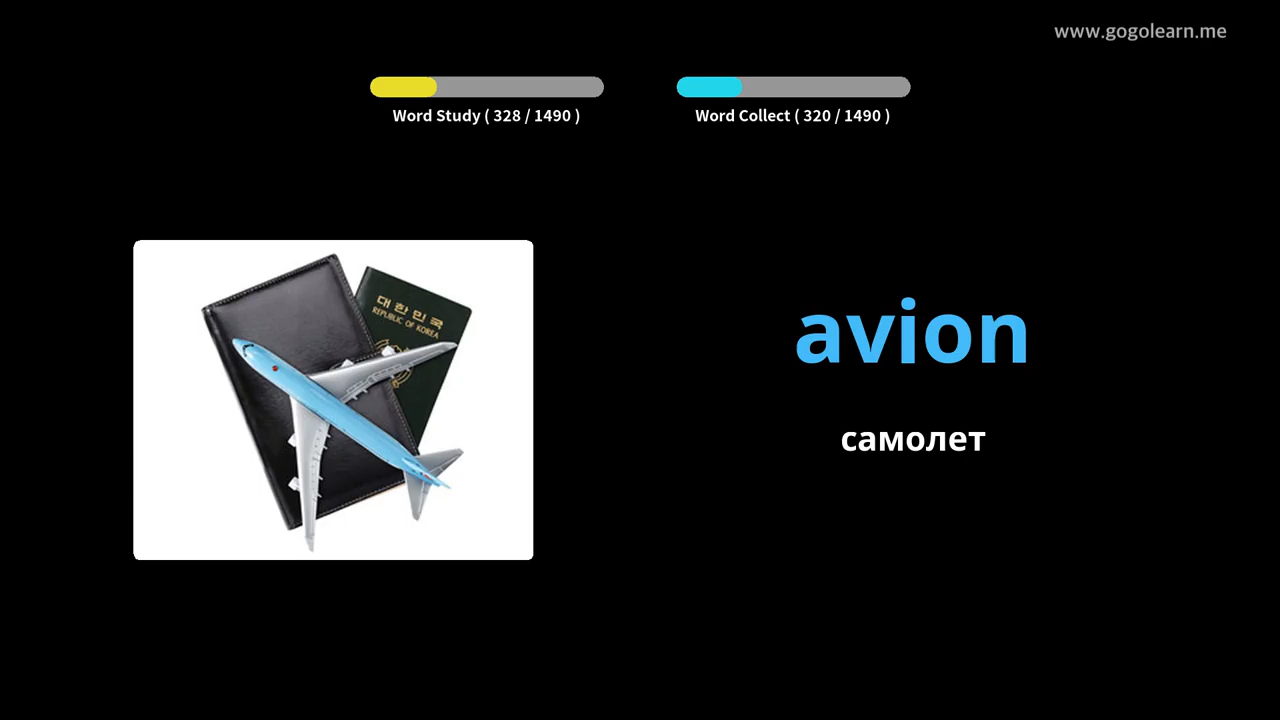 www.gogolearn.me
Word Study ( 328 / 1490 )
Word Collect ( 320 / 1490 )
대한민국
REPUBLIC OF KOREA
avion
самолет